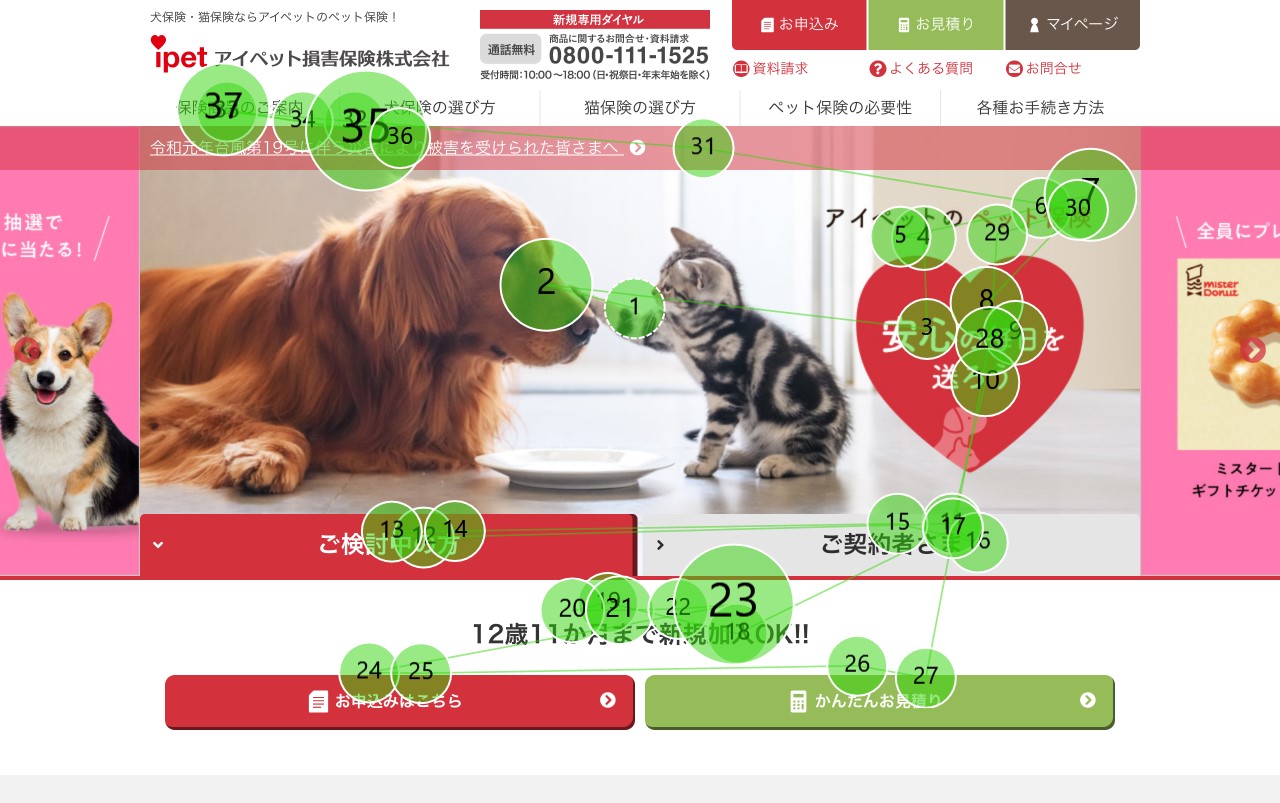 犬保険・猫保険ならアイペットのペット保険！
ipet アイペット損害保険株式会社
新規専用ダイヤル
通話無料
商品に関するお問合せ・資料請求
0800-111-1525
受付時間:10:00〜18:00(日・祝祭日・年末年始を除く)
お申込み
お見積り
マイページ
資料請求
よくある質問
お問合せ
犬保険の選び方
猫保険の選び方
ペット保険の必要性
各種お手続き方法
令和元年台風第19号に伴う災害により被害を受けられた皆さまへ
抽選で
に当たる!
アイペットの ペット保険
安心の毎日を
送ろう
全員にプレ
mister Donut
ミスター
ギフトチケッ
ご検討中の方
ご契約者さま
12歳11か月まで新規加入OK!!
お申込みはこちら
かんたんお見積り
1
2
3
4
5
6
7
8
9
10
12
13
14
15
16
17
18
19
20
21
22
23
24
25
26
27
28
29
30
31
34
35
36
37